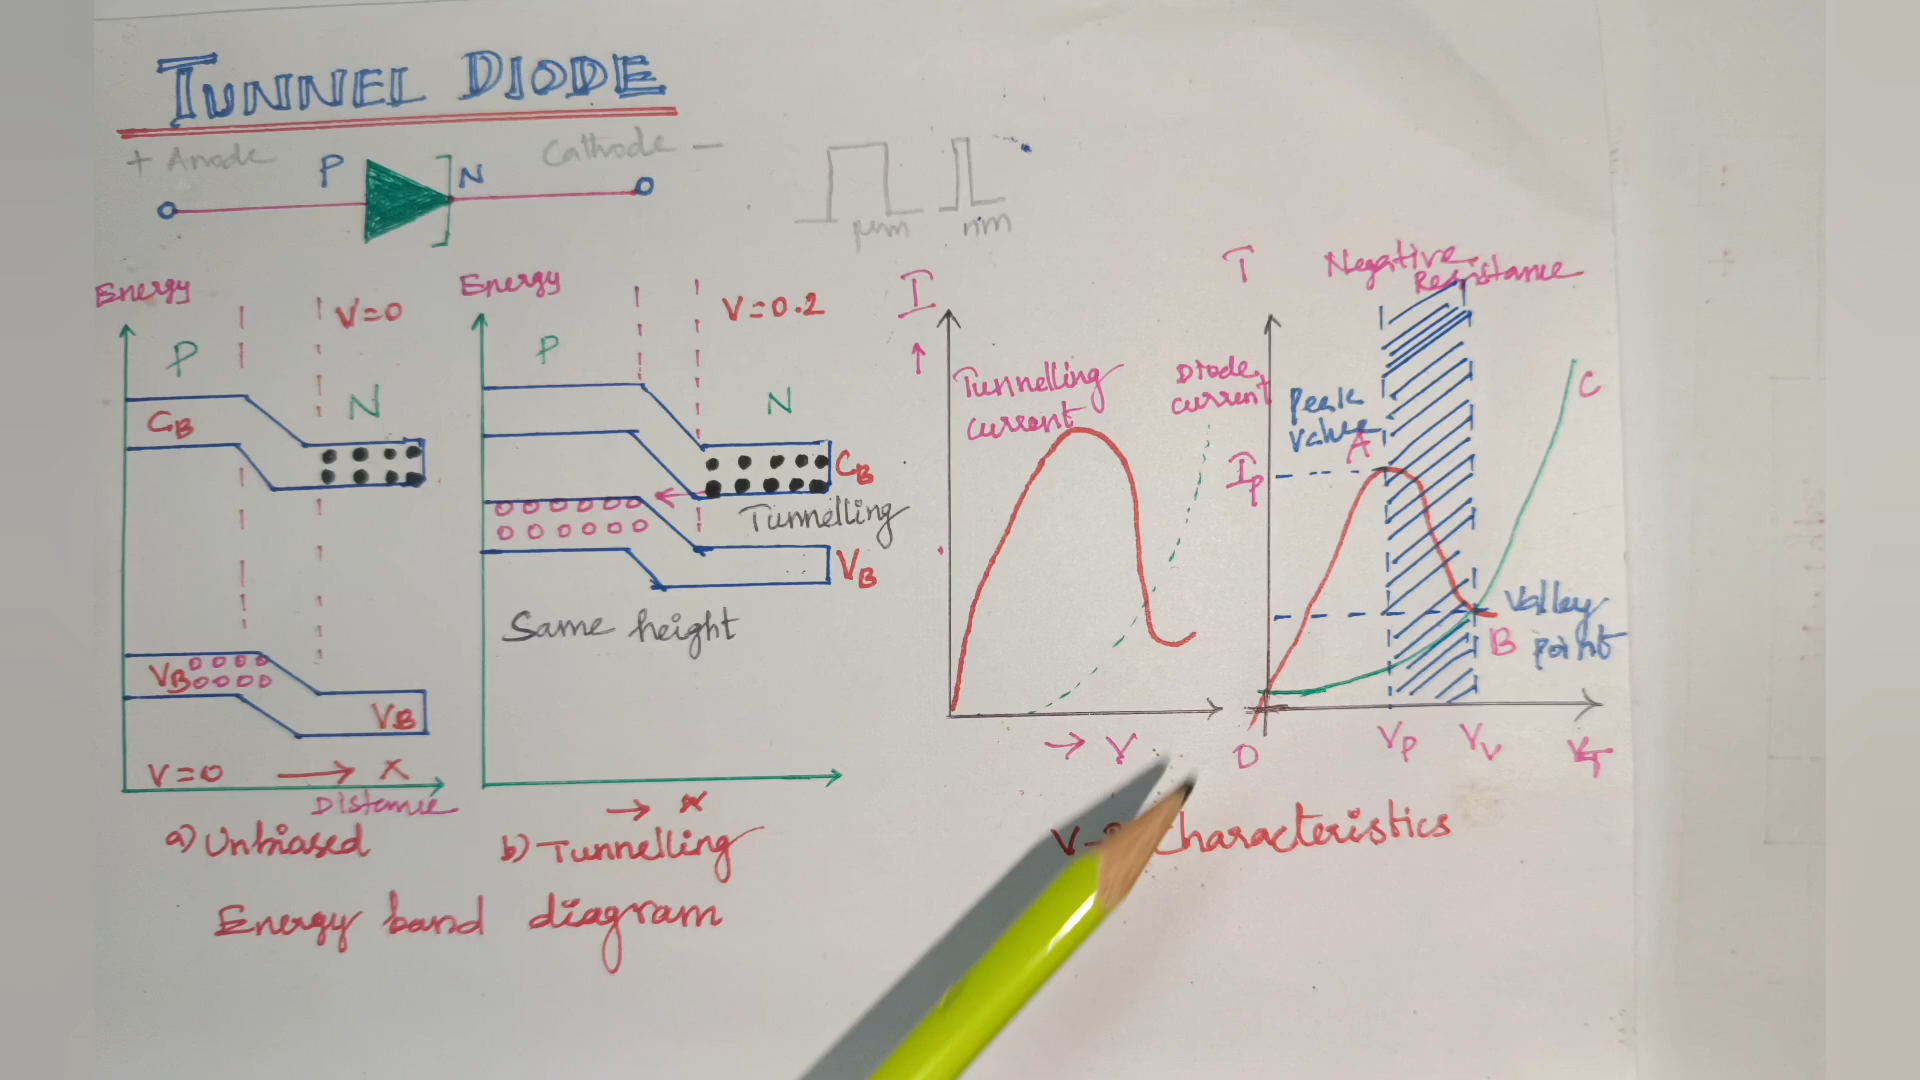 TUNNEL DIODE
+ Anode
P
N
Cathode -
μm
nm
Energy
V=0
P
N
CB
VB
VB
V=0
→ X
Distance
a) Unbiased
Energy
V=0.2
P
N
CB
Tunnelling
VB
Same height
→ x
b) Tunnelling
Energy band diagram
I
↑
Tunnelling
current
Diode
current
→ V
I
Negative
Resistance
Peak
value
A
Ip
C
Valley
point
B
O
Vp
Vv
Characteristics